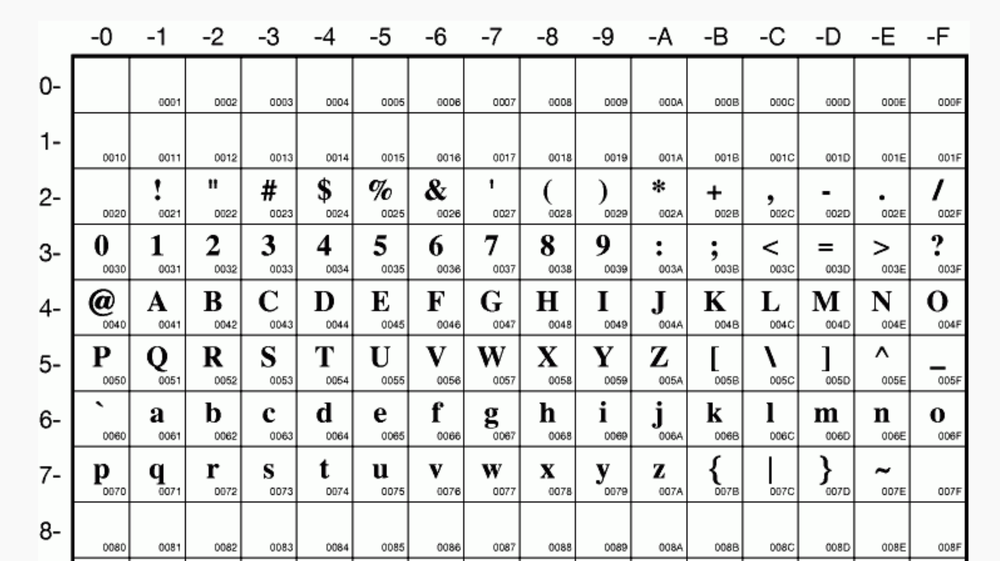 -0 -1 -2 -3 -4 -5 -6 -7 -8 -9 -A -B -C -D -E -F
0-
0001 0002 0003 0004 0005 0006 0007 0008 0009 000A 000B 000C 000D 000E 000F
1-
0010 0011 0012 0013 0014 0015 0016 0017 0018 0019 001A 001B 001C 001D 001E 001F
2- ! " # $ % & ' ( ) * + , - . /
0020 0021 0022 0023 0024 0025 0026 0027 0028 0029 002A 002B 002C 002D 002E 002F
3- 0 1 2 3 4 5 6 7 8 9 : ; < = > ?
0030 0031 0032 0033 0034 0035 0036 0037 0038 0039 003A 003B 003C 003D 003E 003F
4- @ A B C D E F G H I J K L M N O
0040 0041 0042 0043 0044 0045 0046 0047 0048 0049 004A 004B 004C 004D 004E 004F
5- P Q R S T U V W X Y Z [ \ ] ^ _
0050 0051 0052 0053 0054 0055 0056 0057 0058 0059 005A 005B 005C 005D 005E 005F
6- ` a b c d e f g h i j k l m n o
0060 0061 0062 0063 0064 0065 0066 0067 0068 0069 006A 006B 006C 006D 006E 006F
7- p q r s t u v w x y z { | } ~
0070 0071 0072 0073 0074 0075 0076 0077 0078 0079 007A 007B 007C 007D 007E 007F
8-
0080 0081 0082 0083 0084 0085 0086 0087 0088 0089 008A 008B 008C 008D 008E 008F